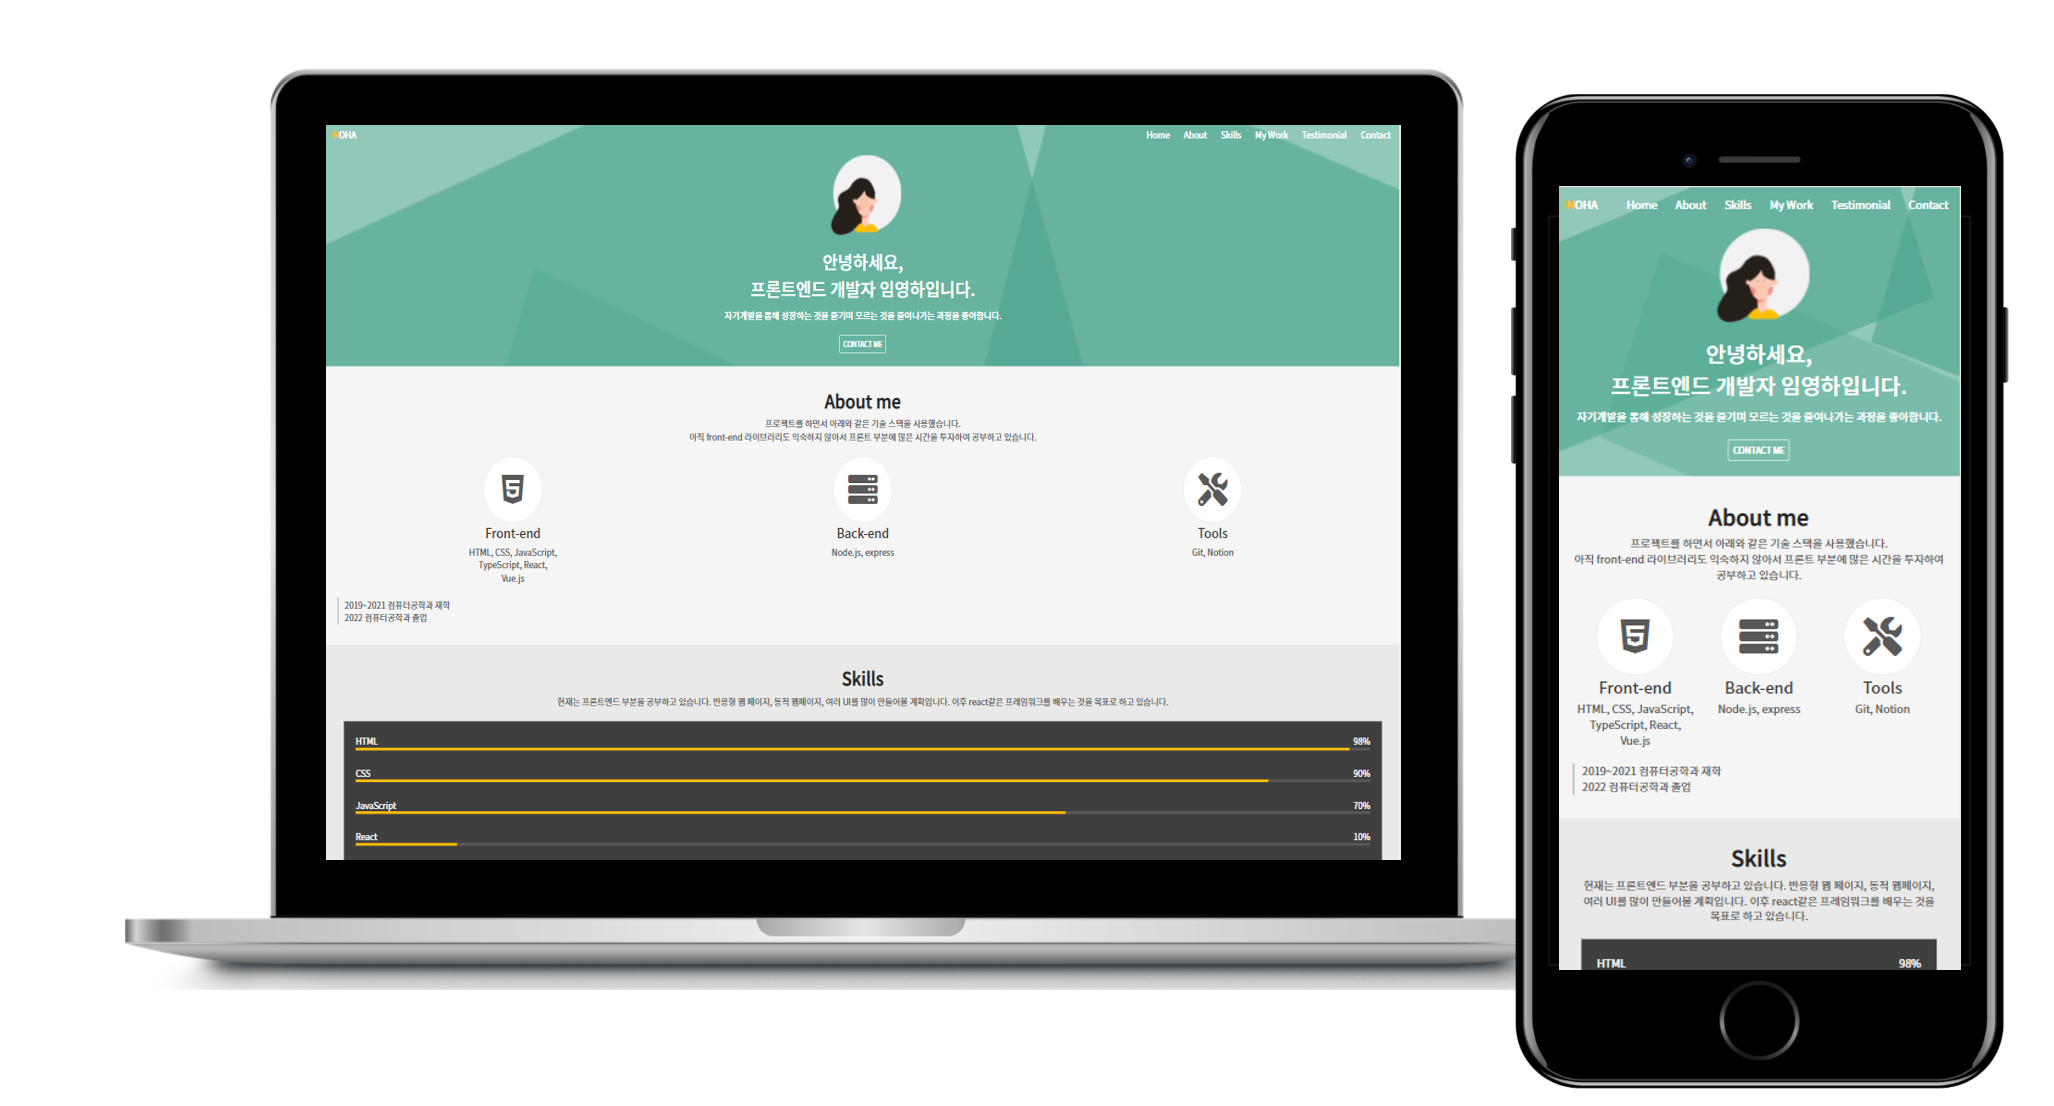 MOHA
Home About Skills My Work Testimonial Contact
안녕하세요,
프론트엔드 개발자 임영하입니다.
자기개발을 통해 성장하는 것을 즐기며 모르는 것을 줄여나가는 과정을 좋아합니다.
CONTACT ME
About me
프로젝트를 하면서 아래와 같은 기술 스택을 사용했습니다.
아직 front-end 라이브러리도 익숙하지 않아서 프론트 부분에 많은 시간을 투자하여 공부하고 있습니다.
Front-end
HTML, CSS, JavaScript,
TypeScript, React,
Vue.js
Back-end
Node.js, express
Tools
Git, Notion
2019~2021 컴퓨터공학과 재학
2022 컴퓨터공학과 졸업
Skills
현재는 프론트엔드 부분을 공부하고 있습니다. 반응형 웹 페이지, 동적 웹페이지, 여러 UI를 많이 만들어볼 계획입니다. 이후 react같은 프레임워크를 배우는 것을 목표로 하고 있습니다.
HTML 98%
CSS 90%
JavaScript 70%
React 10%
MOHA
Home About Skills My Work Testimonial Contact
안녕하세요,
프론트엔드 개발자 임영하입니다.
자기개발을 통해 성장하는 것을 즐기며 모르는 것을 줄여나가는 과정을 좋아합니다.
CONTACT ME
About me
프로젝트를 하면서 아래와 같은 기술 스택을 사용했습니다.
아직 front-end 라이브러리도 익숙하지 않아서 프론트 부분에 많은 시간을 투자하여
공부하고 있습니다.
Front-end
HTML, CSS, JavaScript,
TypeScript, React,
Vue.js
Back-end
Node.js, express
Tools
Git, Notion
2019~2021 컴퓨터공학과 재학
2022 컴퓨터공학과 졸업
Skills
현재는 프론트엔드 부분을 공부하고 있습니다. 반응형 웹 페이지, 동적 웹페이지,
여러 UI를 많이 만들어볼 계획입니다. 이후 react같은 프레임워크를 배우는 것을
목표로 하고 있습니다.
HTML 98%